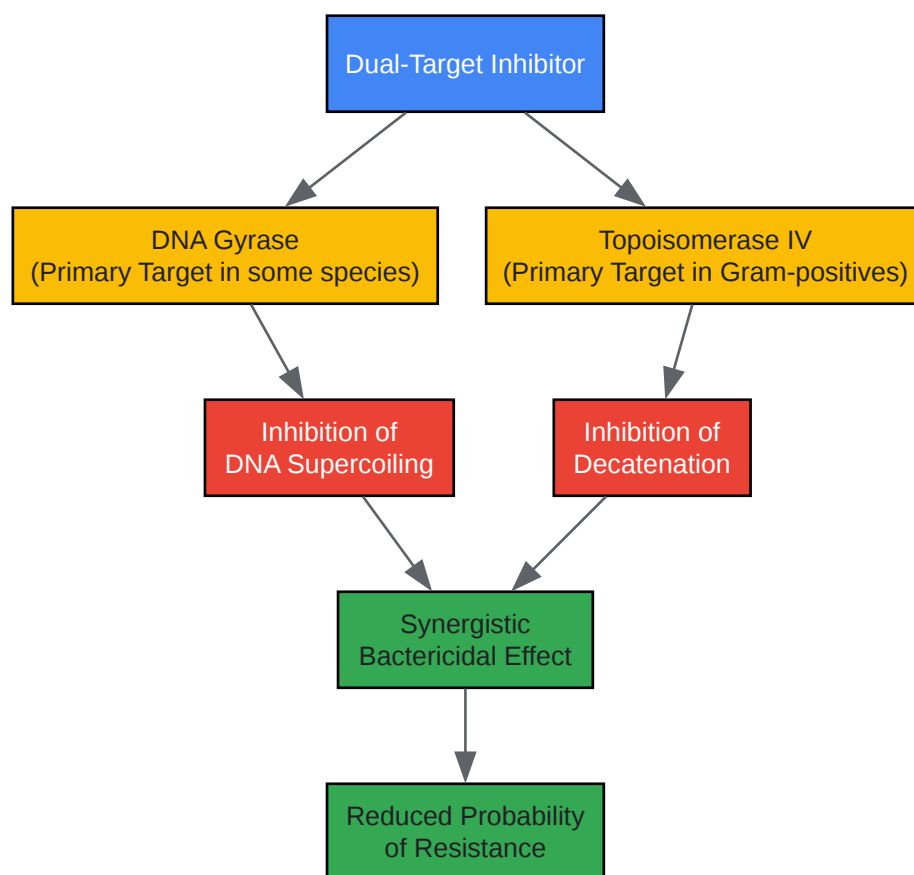 Dual-Target Inhibitor
DNA Gyrase
(Primary Target in some species)
Topoisomerase IV
(Primary Target in Gram-positives)
Inhibition of
DNA Supercoiling
Inhibition of
Decatenation
Synergistic
Bactericidal Effect
Reduced Probability
of Resistance